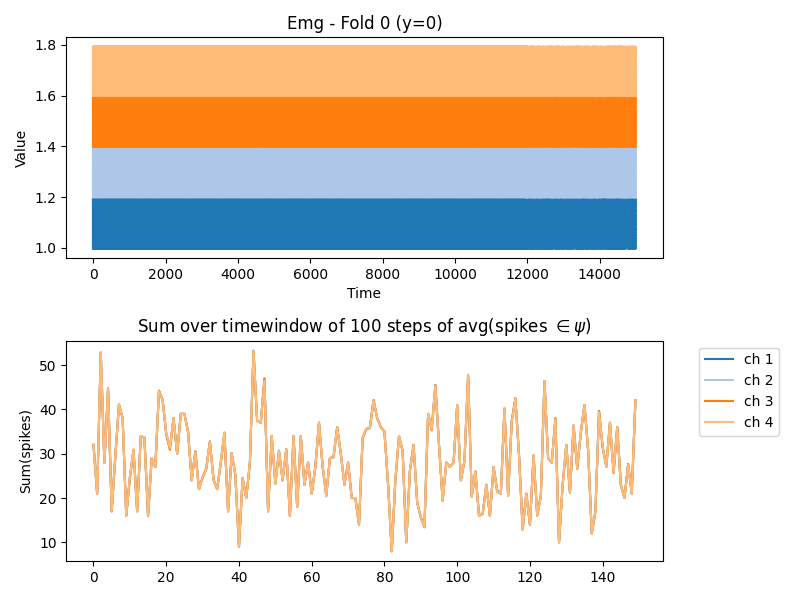 Emg - Fold 0 (y=0)
1.8
1.6
1.4
1.2
1.0
Value
0 2000 4000 6000 8000 10000 12000 14000
Time
Sum over timewindow of 100 steps of avg(spikes ∈ψ)
50
40
30
20
10
Sum(spikes)
0 20 40 60 80 100 120 140
ch 1
ch 2
ch 3
ch 4